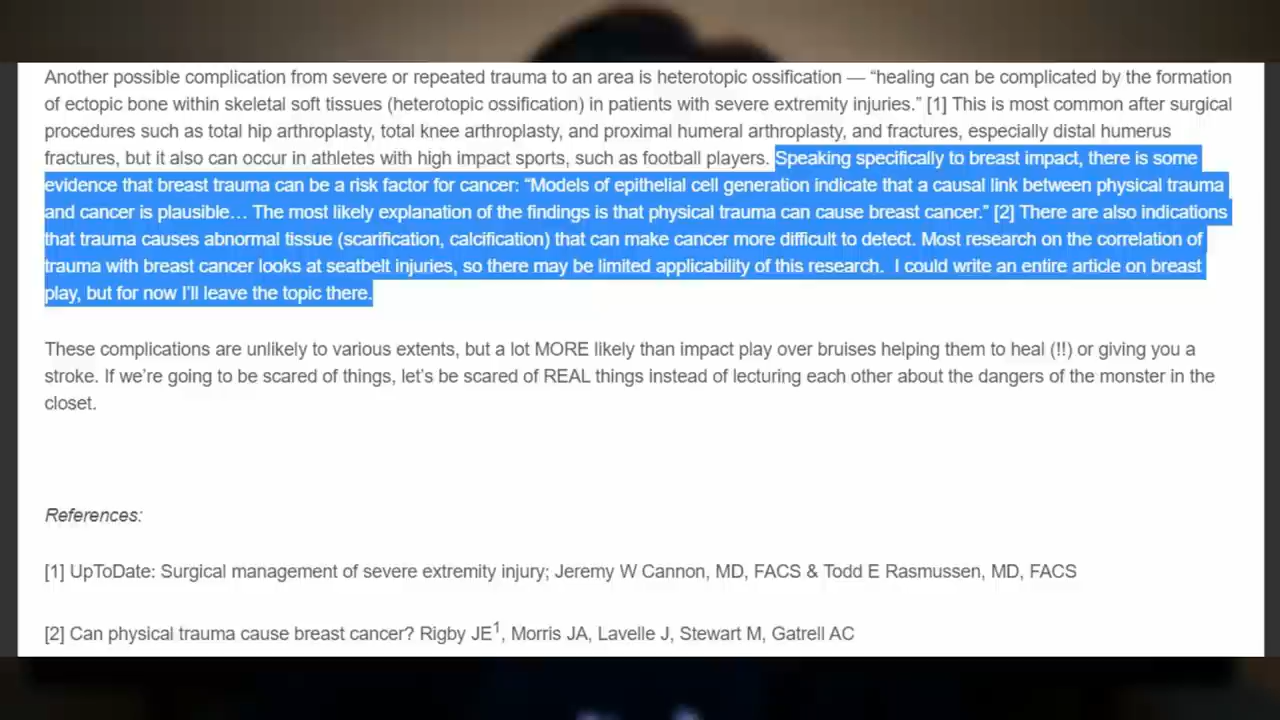 Another possible complication from severe or repeated trauma to an area is heterotopic ossification — “healing can be complicated by the formation
of ectopic bone within skeletal soft tissues (heterotopic ossification) in patients with severe extremity injuries.” [1] This is most common after surgical
procedures such as total hip arthroplasty, total knee arthroplasty, and proximal humeral arthroplasty, and fractures, especially distal humerus
fractures, but it also can occur in athletes with high impact sports, such as football players. Speaking specifically to breast impact, there is some
evidence that breast trauma can be a risk factor for cancer: “Models of epithelial cell generation indicate that a causal link between physical trauma
and cancer is plausible… The most likely explanation of the findings is that physical trauma can cause breast cancer.” [2] There are also indications
that trauma causes abnormal tissue (scarification, calcification) that can make cancer more difficult to detect. Most research on the correlation of
trauma with breast cancer looks at seatbelt injuries, so there may be limited applicability of this research. I could write an entire article on breast
play, but for now I’ll leave the topic there.
These complications are unlikely to various extents, but a lot MORE likely than impact play over bruises helping them to heal (!!) or giving you a
stroke. If we’re going to be scared of things, let’s be scared of REAL things instead of lecturing each other about the dangers of the monster in the
closet.
References:
[1] UpToDate: Surgical management of severe extremity injury; Jeremy W Cannon, MD, FACS & Todd E Rasmussen, MD, FACS
[2] Can physical trauma cause breast cancer? Rigby JE¹, Morris JA, Lavelle J, Stewart M, Gatrell AC